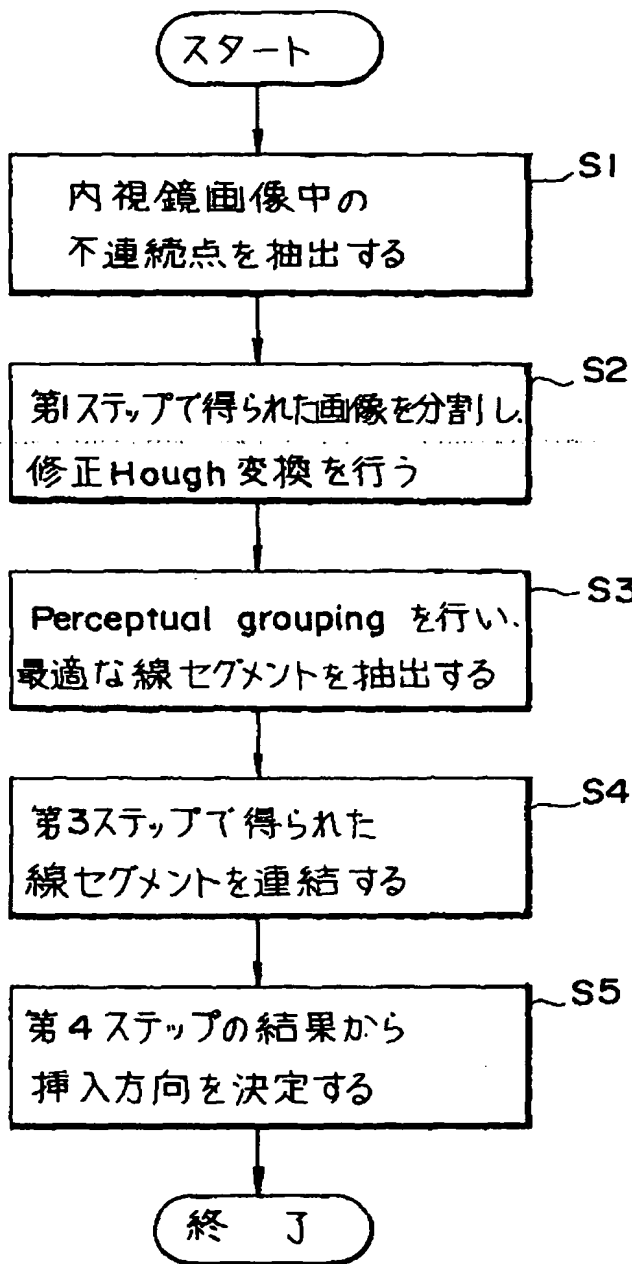 スタート
S1
内視鏡画像中の
不連続点を抽出する
S2
第1ステップで得られた画像を分割し、
修正Hough変換を行う
S3
Perceptual grouping を行い、
最適な線セグメントを抽出する
S4
第3ステップで得られた
線セグメントを連結する
S5
第4ステップの結果から
挿入方向を決定する
終 了